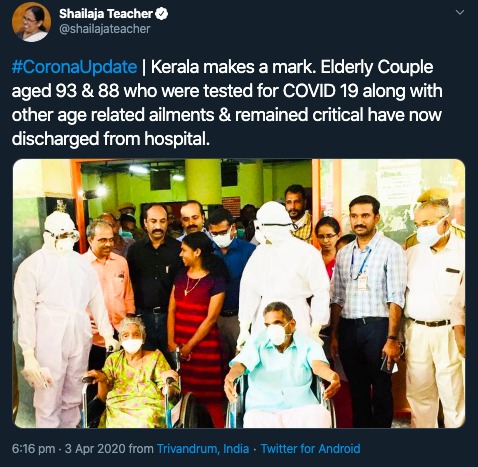 Shailaja Teacher
@shailajateacher
#CoronaUpdate | Kerala makes a mark. Elderly Couple
aged 93 & 88 who were tested for COVID 19 along with
other age related ailments & remained critical have now
discharged from hospital.
6:16 pm · 3 Apr 2020 from Trivandrum, India · Twitter for Android